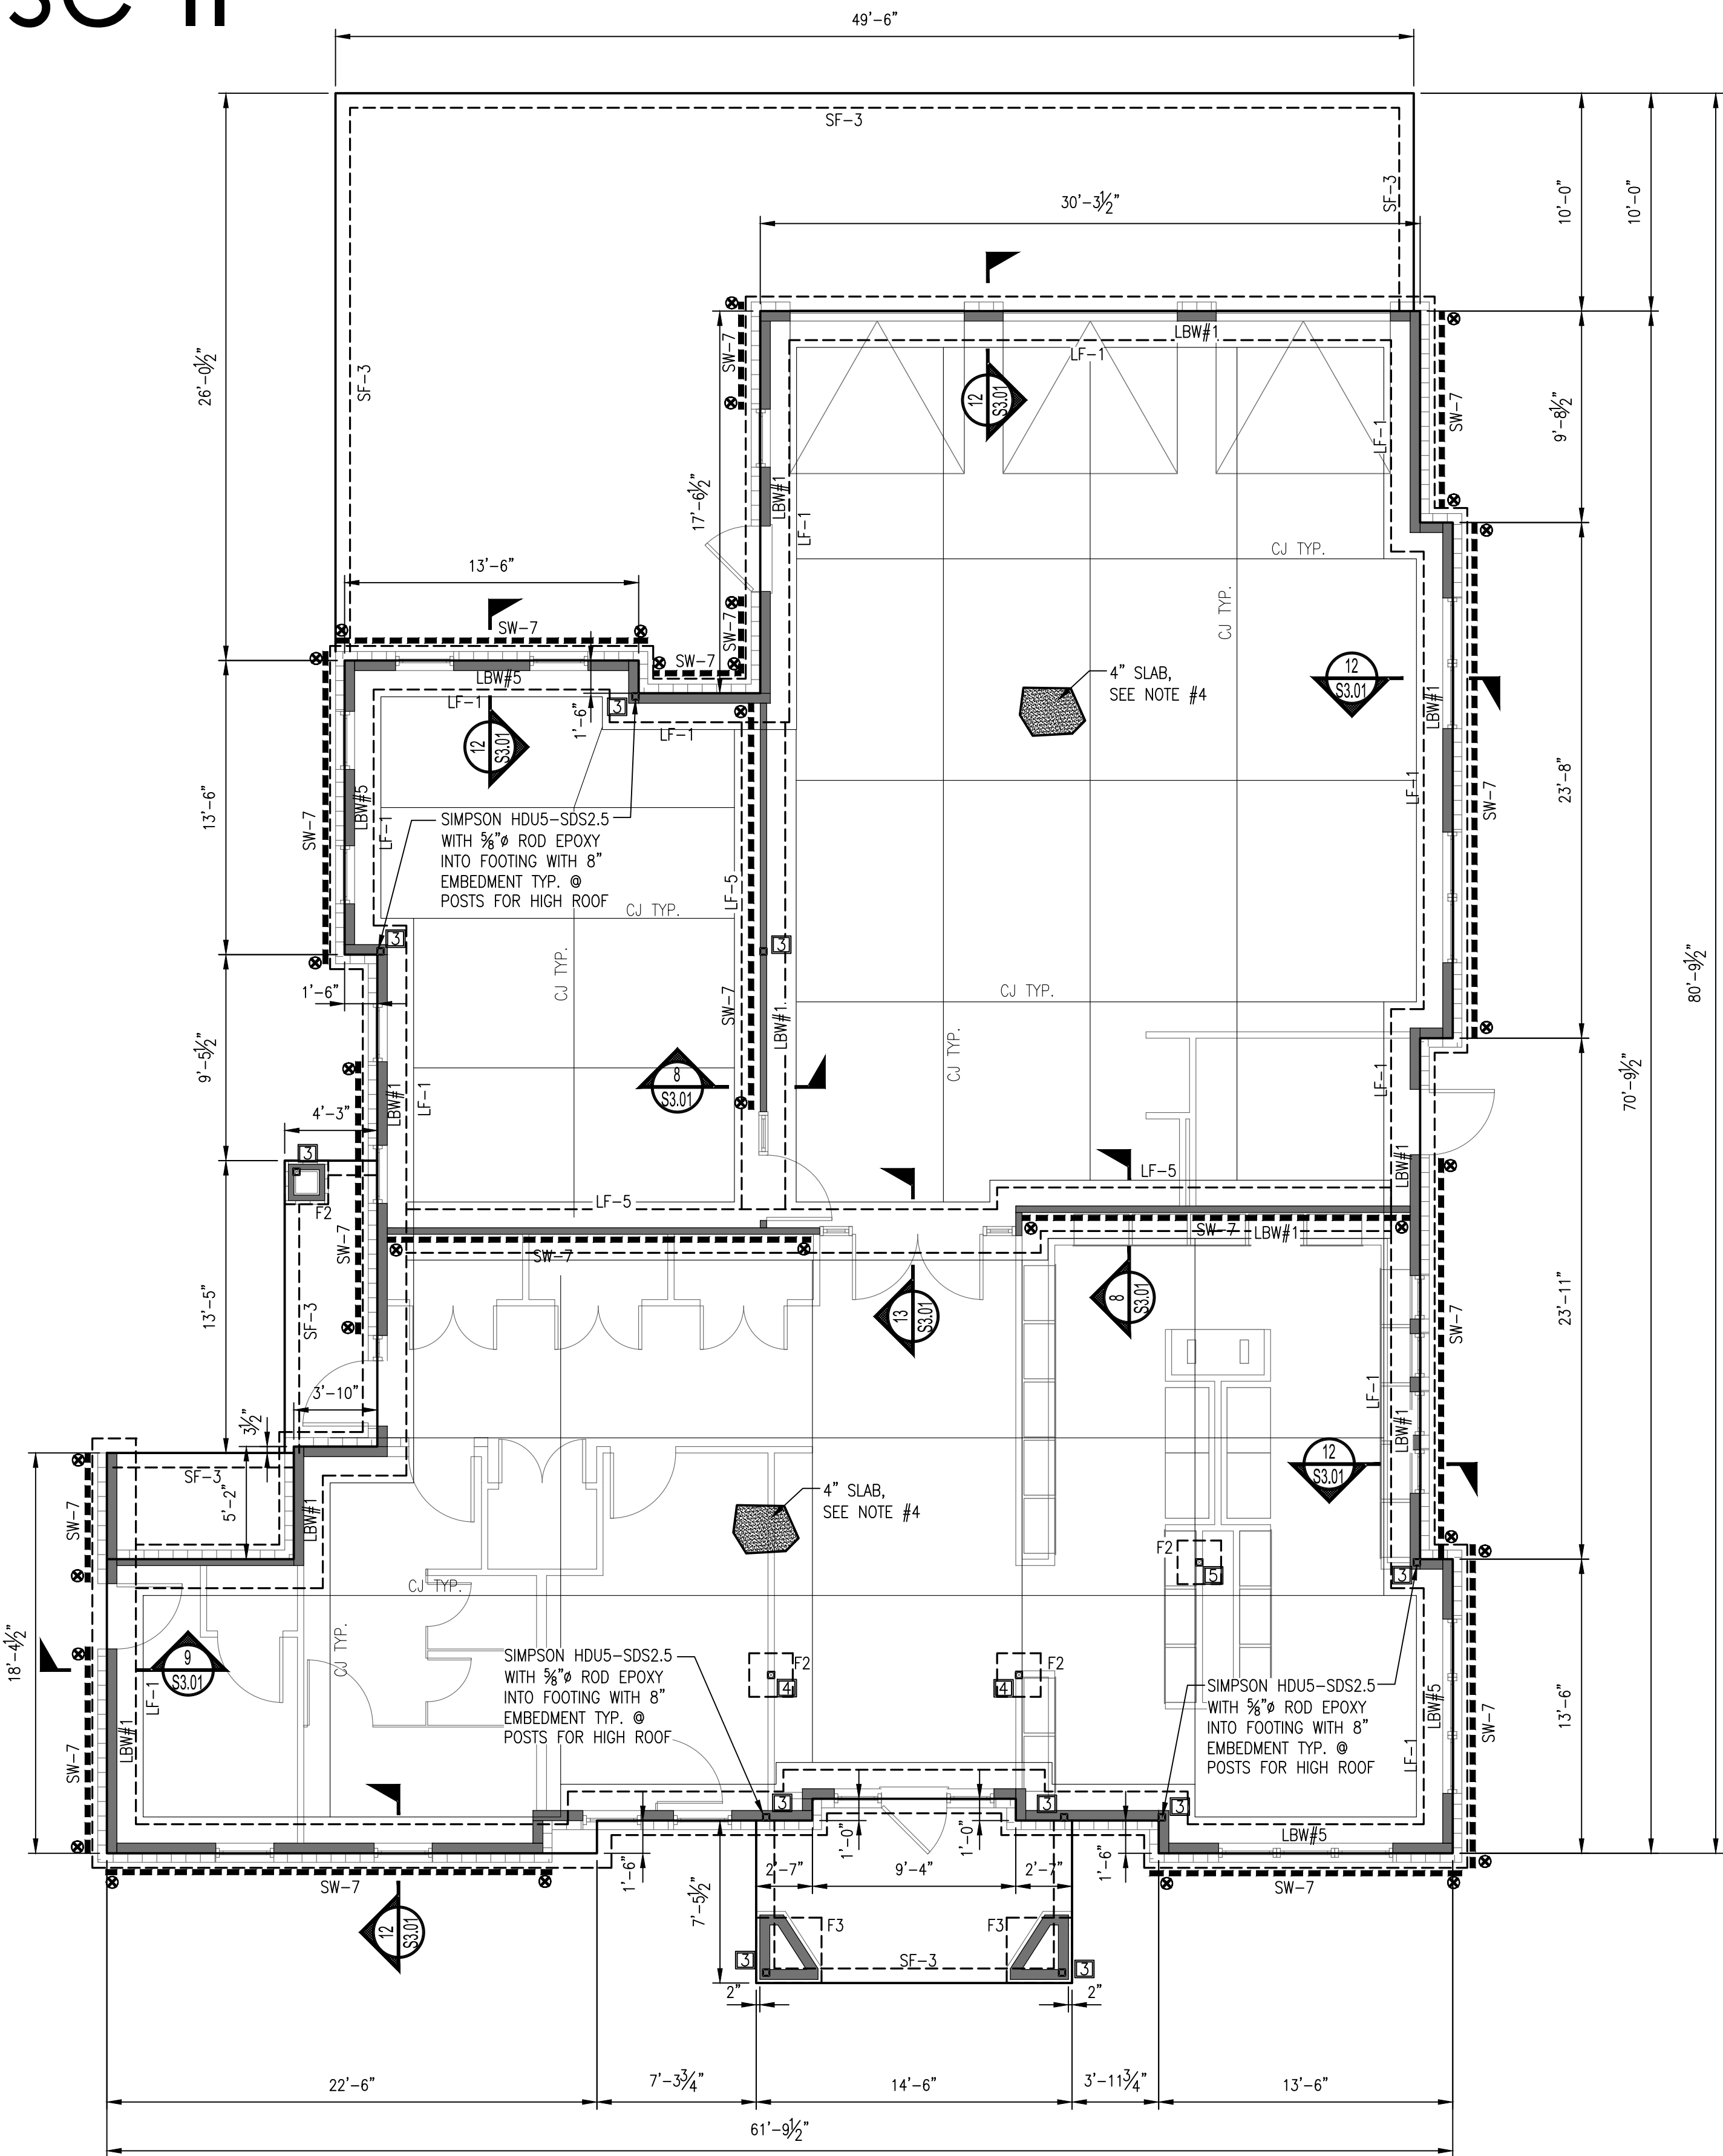 49'-6"
SF-3
SF-3
10'-0"
10'-0"
30'-3½"
SW-7
LBW#1
LF-1
12
S3.01
26'-0½"
SF-3
LF-1
SW-7
9'-8½"
17'-6½"
LBW#1
LF-1
CJ TYP.
13'-6"
CJ TYP.
SW-7
SW-7
SW-7
4" SLAB,
SEE NOTE #4
12
S3.01
LBW#5
LF-1
3
1'-6"
LF-1
LBW#1
12
S3.01
13'-6"
SW-7
LBW#5
LF-1
SIMPSON HDU5-SDS2.5
WITH ⅝"ø ROD EPOXY
INTO FOOTING WITH 8"
EMBEDMENT TYP. @
POSTS FOR HIGH ROOF
LF-5
LF-1
SW-7
23'-8"
CJ TYP.
3
3
CJ TYP.
1'-6"
SW-7
LBW#1
CJ TYP.
CJ TYP.
80'-9½"
9'-5½"
LBW#1
LF-1
8
S3.01
LF-1
70'-9½"
4'-3"
3
F2
LF-5
LF-5
LBW#1
SW-7
SW-7
SW-7
LBW#1
13'-5"
SF-3
13
S3.01
8
S3.01
SW-7
23'-11"
3'-10"
LF-1
LBW#1
3½"
SF-3
5'-2"
LBW#1
12
S3.01
SW-7
4" SLAB,
SEE NOTE #4
F2
5
3
CJ TYP.
CJ TYP.
18'-4½"
9
S3.01
LF-1
SW-7
LBW#1
SIMPSON HDU5-SDS2.5
WITH ⅝"ø ROD EPOXY
INTO FOOTING WITH 8"
EMBEDMENT TYP. @
POSTS FOR HIGH ROOF
F2
4
F2
4
SIMPSON HDU5-SDS2.5
WITH ⅝"ø ROD EPOXY
INTO FOOTING WITH 8"
EMBEDMENT TYP. @
POSTS FOR HIGH ROOF
LBW#5
LF-1
SW-7
13'-6"
3
3
3
LBW#5
1'-6"
1'-0"
1'-0"
1'-6"
2'-7"
9'-4"
2'-7"
SW-7
SW-7
7'-5½"
12
S3.01
F3
F3
3
SF-3
3
2"
2"
22'-6"
7'-3¾"
14'-6"
3'-11¾"
13'-6"
61'-9½"